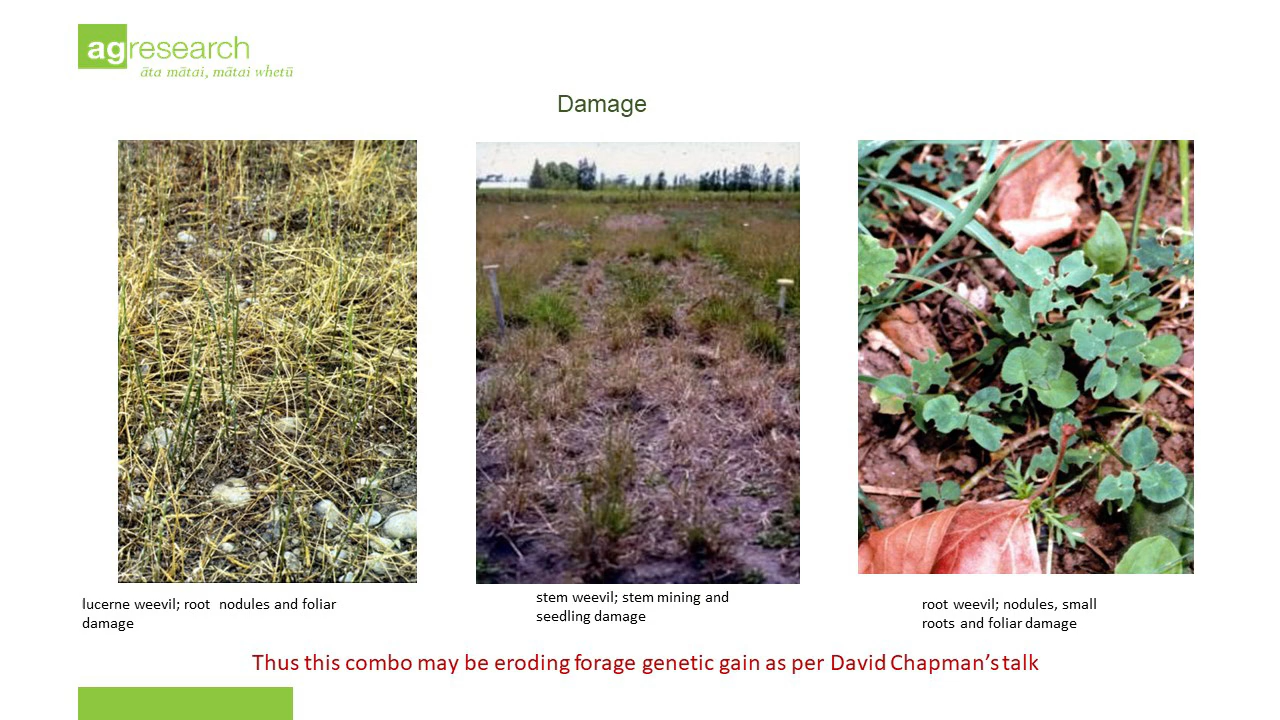 agresearch
āta mātai, mātai whetū
Damage
lucerne weevil; root nodules and foliar
damage
stem weevil; stem mining and
seedling damage
root weevil; nodules, small
roots and foliar damage
Thus this combo may be eroding forage genetic gain as per David Chapman's talk